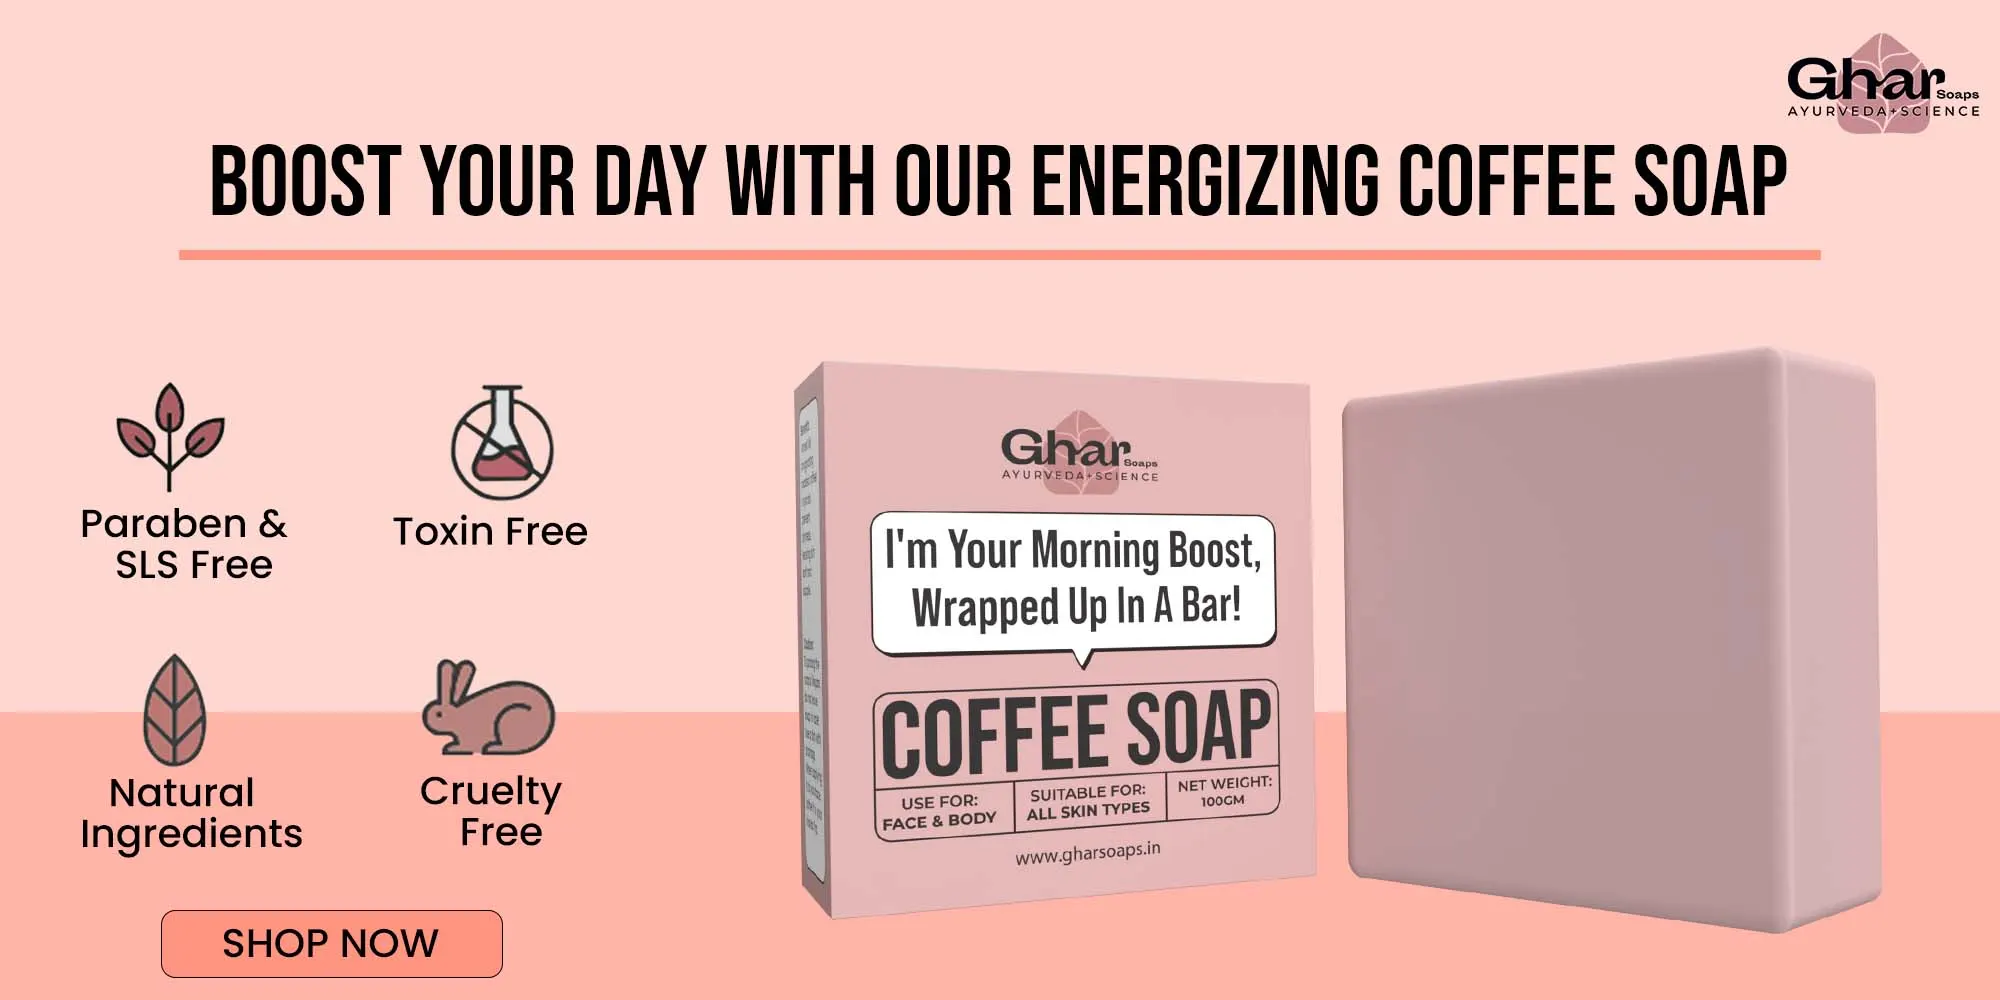 Ghar
Soaps
AYURVEDA+SCIENCE
BOOST YOUR DAY WITH OUR ENERGIZING COFFEE SOAP
Paraben &
SLS Free
Toxin Free
Natural
Ingredients
Cruelty
Free
SHOP NOW
Ghar
Soaps
AYURVEDA+SCIENCE
I'm Your Morning Boost,
Wrapped Up In A Bar!
COFFEE SOAP
USE FOR:
FACE & BODY
SUITABLE FOR:
ALL SKIN TYPES
NET WEIGHT:
100GM
www.gharsoaps.in